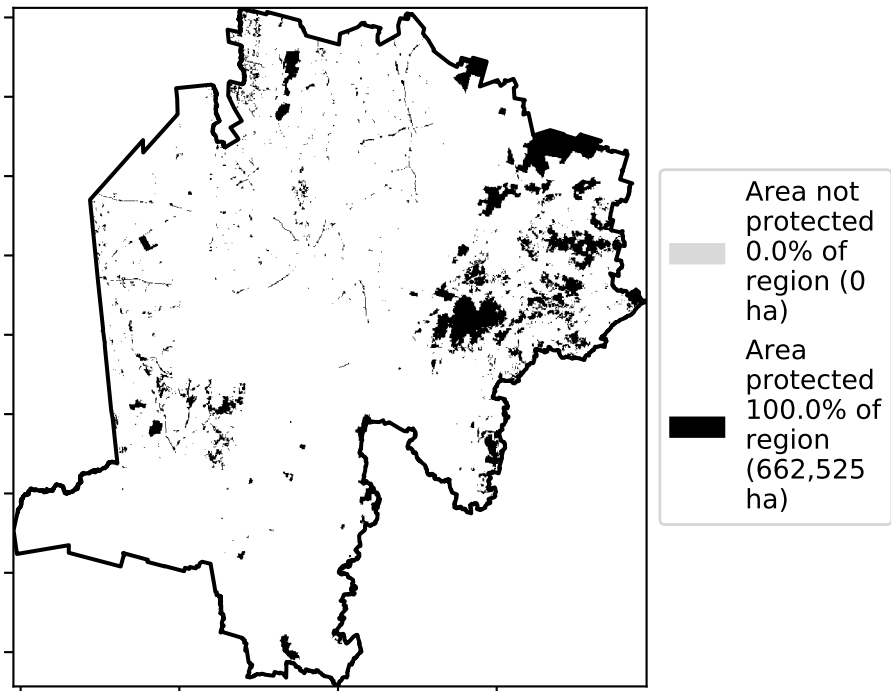 Area not
protected
0.0% of
region (0
ha)
Area
protected
100.0% of
region
(662,525
ha)